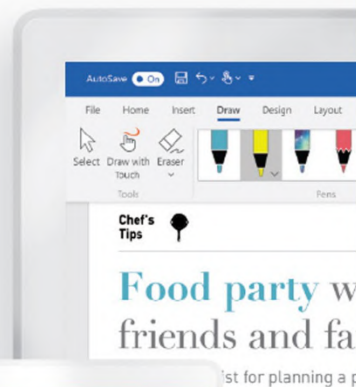 AutoSave On
File Home Insert Draw Design Layout
Select Draw with Touch Eraser
Tools Pens
Chef's
Tips
Food party w
friends and fa
ist for planning a p